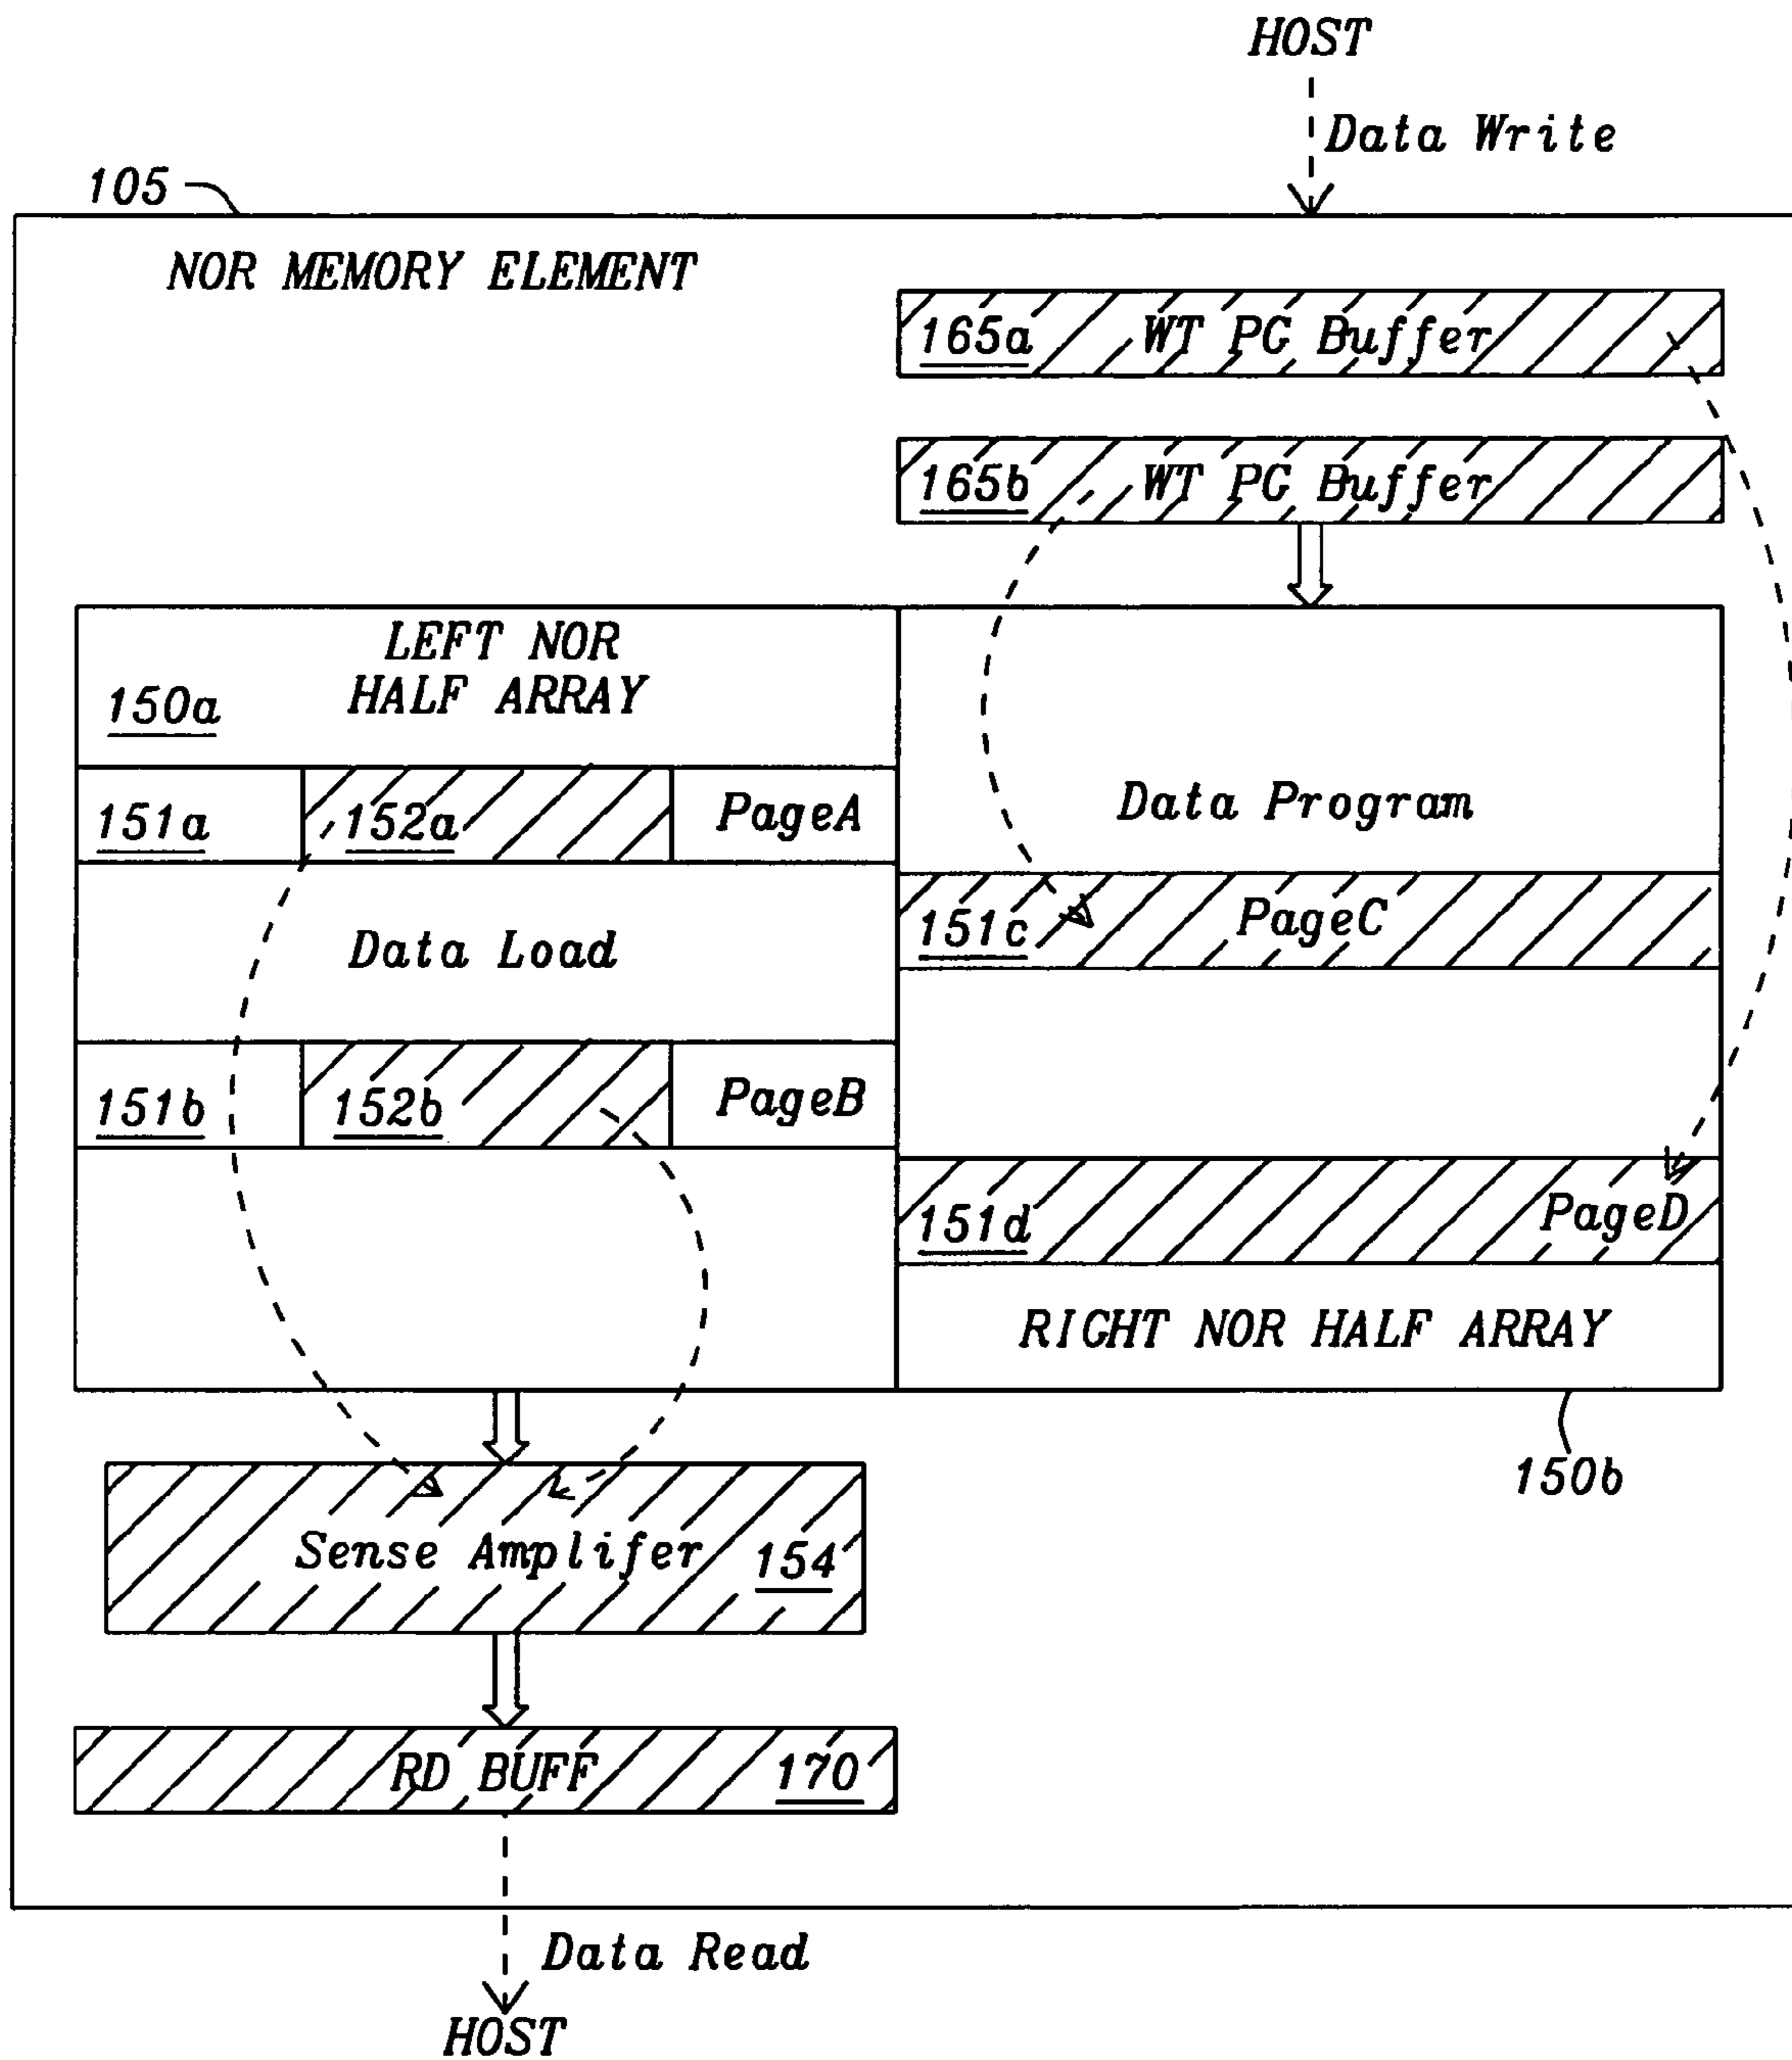 HOST
Data Write
105
NOR MEMORY ELEMENT
165a WT PG Buffer
165b WT PG Buffer
LEFT NOR
HALF ARRAY
150a
151a 152a PageA
Data Program
151c PageC
Data Load
151b 152b PageB
151d PageD
RIGHT NOR HALF ARRAY
150b
Sense Amplifer 154
RD BUFF 170
Data Read
HOST